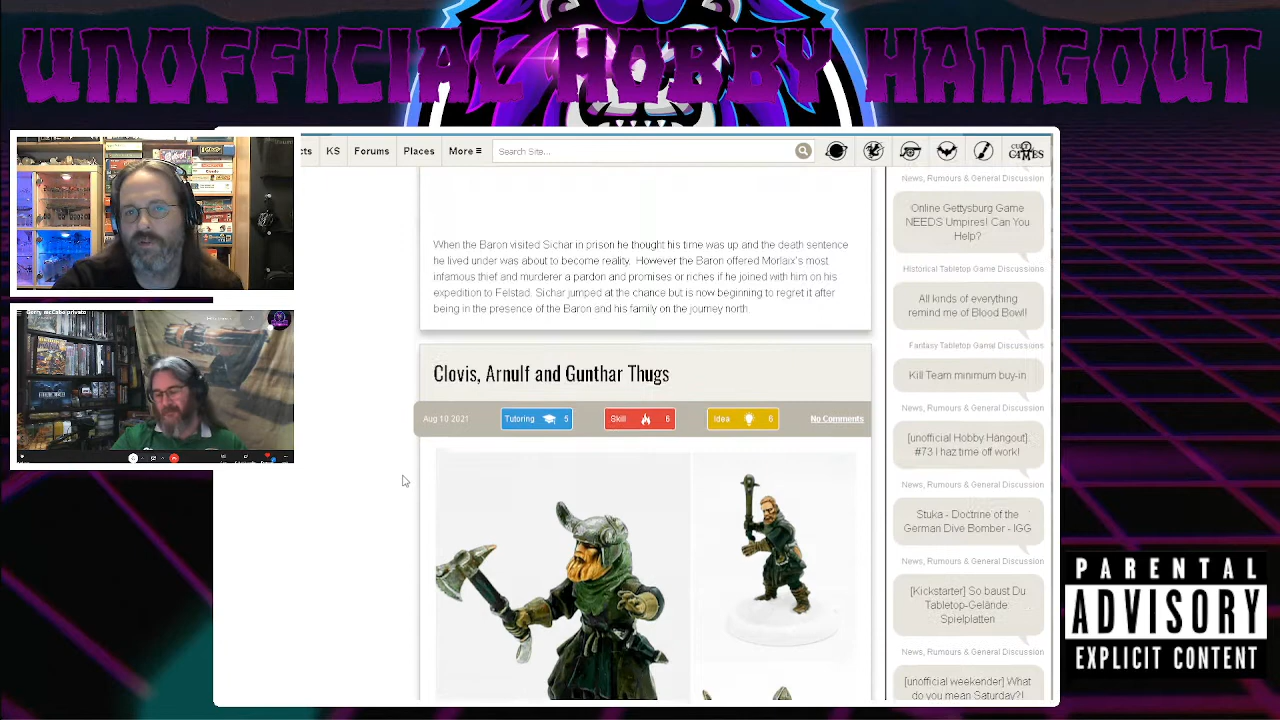 UNOFFICIAL HOBBY HANGOUT
KS Forums Places More Search Site...
When the Baron visited Sichar in prison he thought his time was up and the death sentence
he lived under was about to become reality. However the Baron offered Morlaix's most
infamous thief and murderer a pardon and promises or riches if he joined with him on his
expedition to Felstad. Sichar jumped at the chance but is now beginning to regret it after
being in the presence of the Baron and his family on the journey north.
Clovis, Arnulf and Gunthar Thugs
Aug 10 2021 Tutoring 5 Skill 6 Idea 6 No Comments
News, Rumours & General Discussion
Online Gettysburg Game
NEEDS Umpires! Can You
Help?
Historical Tabletop Game Discussions
All kinds of everything
remind me of Blood Bowl!
Fantasy Tabletop Game Discussions
Kill Team minimum buy-in
News, Rumours & General Discussion
[unofficial Hobby Hangout]
#73 I haz time off work!
News, Rumours & General Discussion
Stuka - Doctrine of the
German Dive Bomber - IGG
News, Rumours & General Discussion
[Kickstarter] So baust Du
Tabletop-Gelände:
Spielplatten
News, Rumours & General Discussion
[unofficial weekender] What
do you mean Saturday?!
Gerry McCabe privato
PARENTAL
ADVISORY
EXPLICIT CONTENT